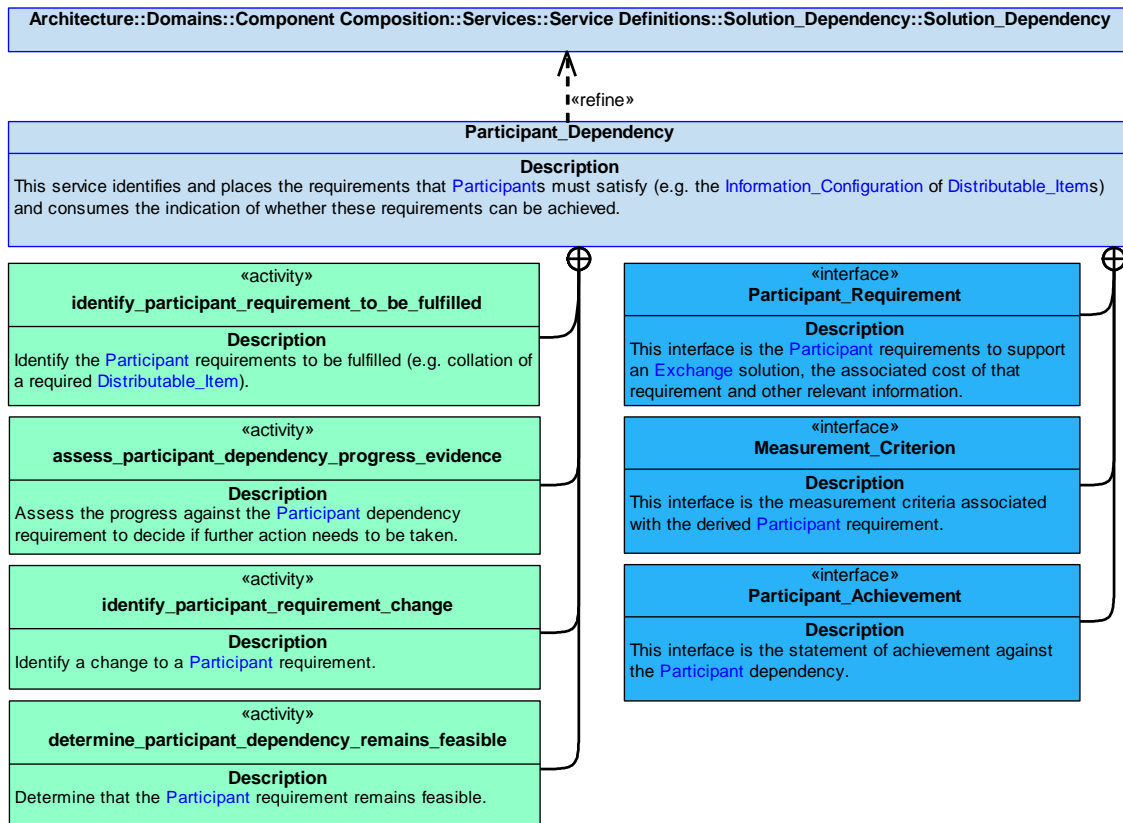 Architecture::Domains::Component Composition::Services::Service Definitions::Solution_Dependency::Solution_Dependency
«refine»
Participant_Dependency
Description
This service identifies and places the requirements that Participants must satisfy (e.g. the Information_Configuration of Distributable_Items)
and consumes the indication of whether these requirements can be achieved.
«activity»
identify_participant_requirement_to_be_fulfilled
Description
Identify the Participant requirements to be fulfilled (e.g. collation of
a required Distributable_Item).
«activity»
assess_participant_dependency_progress_evidence
Description
Assess the progress against the Participant dependency
requirement to decide if further action needs to be taken.
«activity»
identify_participant_requirement_change
Description
Identify a change to a Participant requirement.
«activity»
determine_participant_dependency_remains_feasible
Description
Determine that the Participant requirement remains feasible.
«interface»
Participant_Requirement
Description
This interface is the Participant requirements to support
an Exchange solution, the associated cost of that
requirement and other relevant information.
«interface»
Measurement_Criterion
Description
This interface is the measurement criteria associated
with the derived Participant requirement.
«interface»
Participant_Achievement
Description
This interface is the statement of achievement against
the Participant dependency.